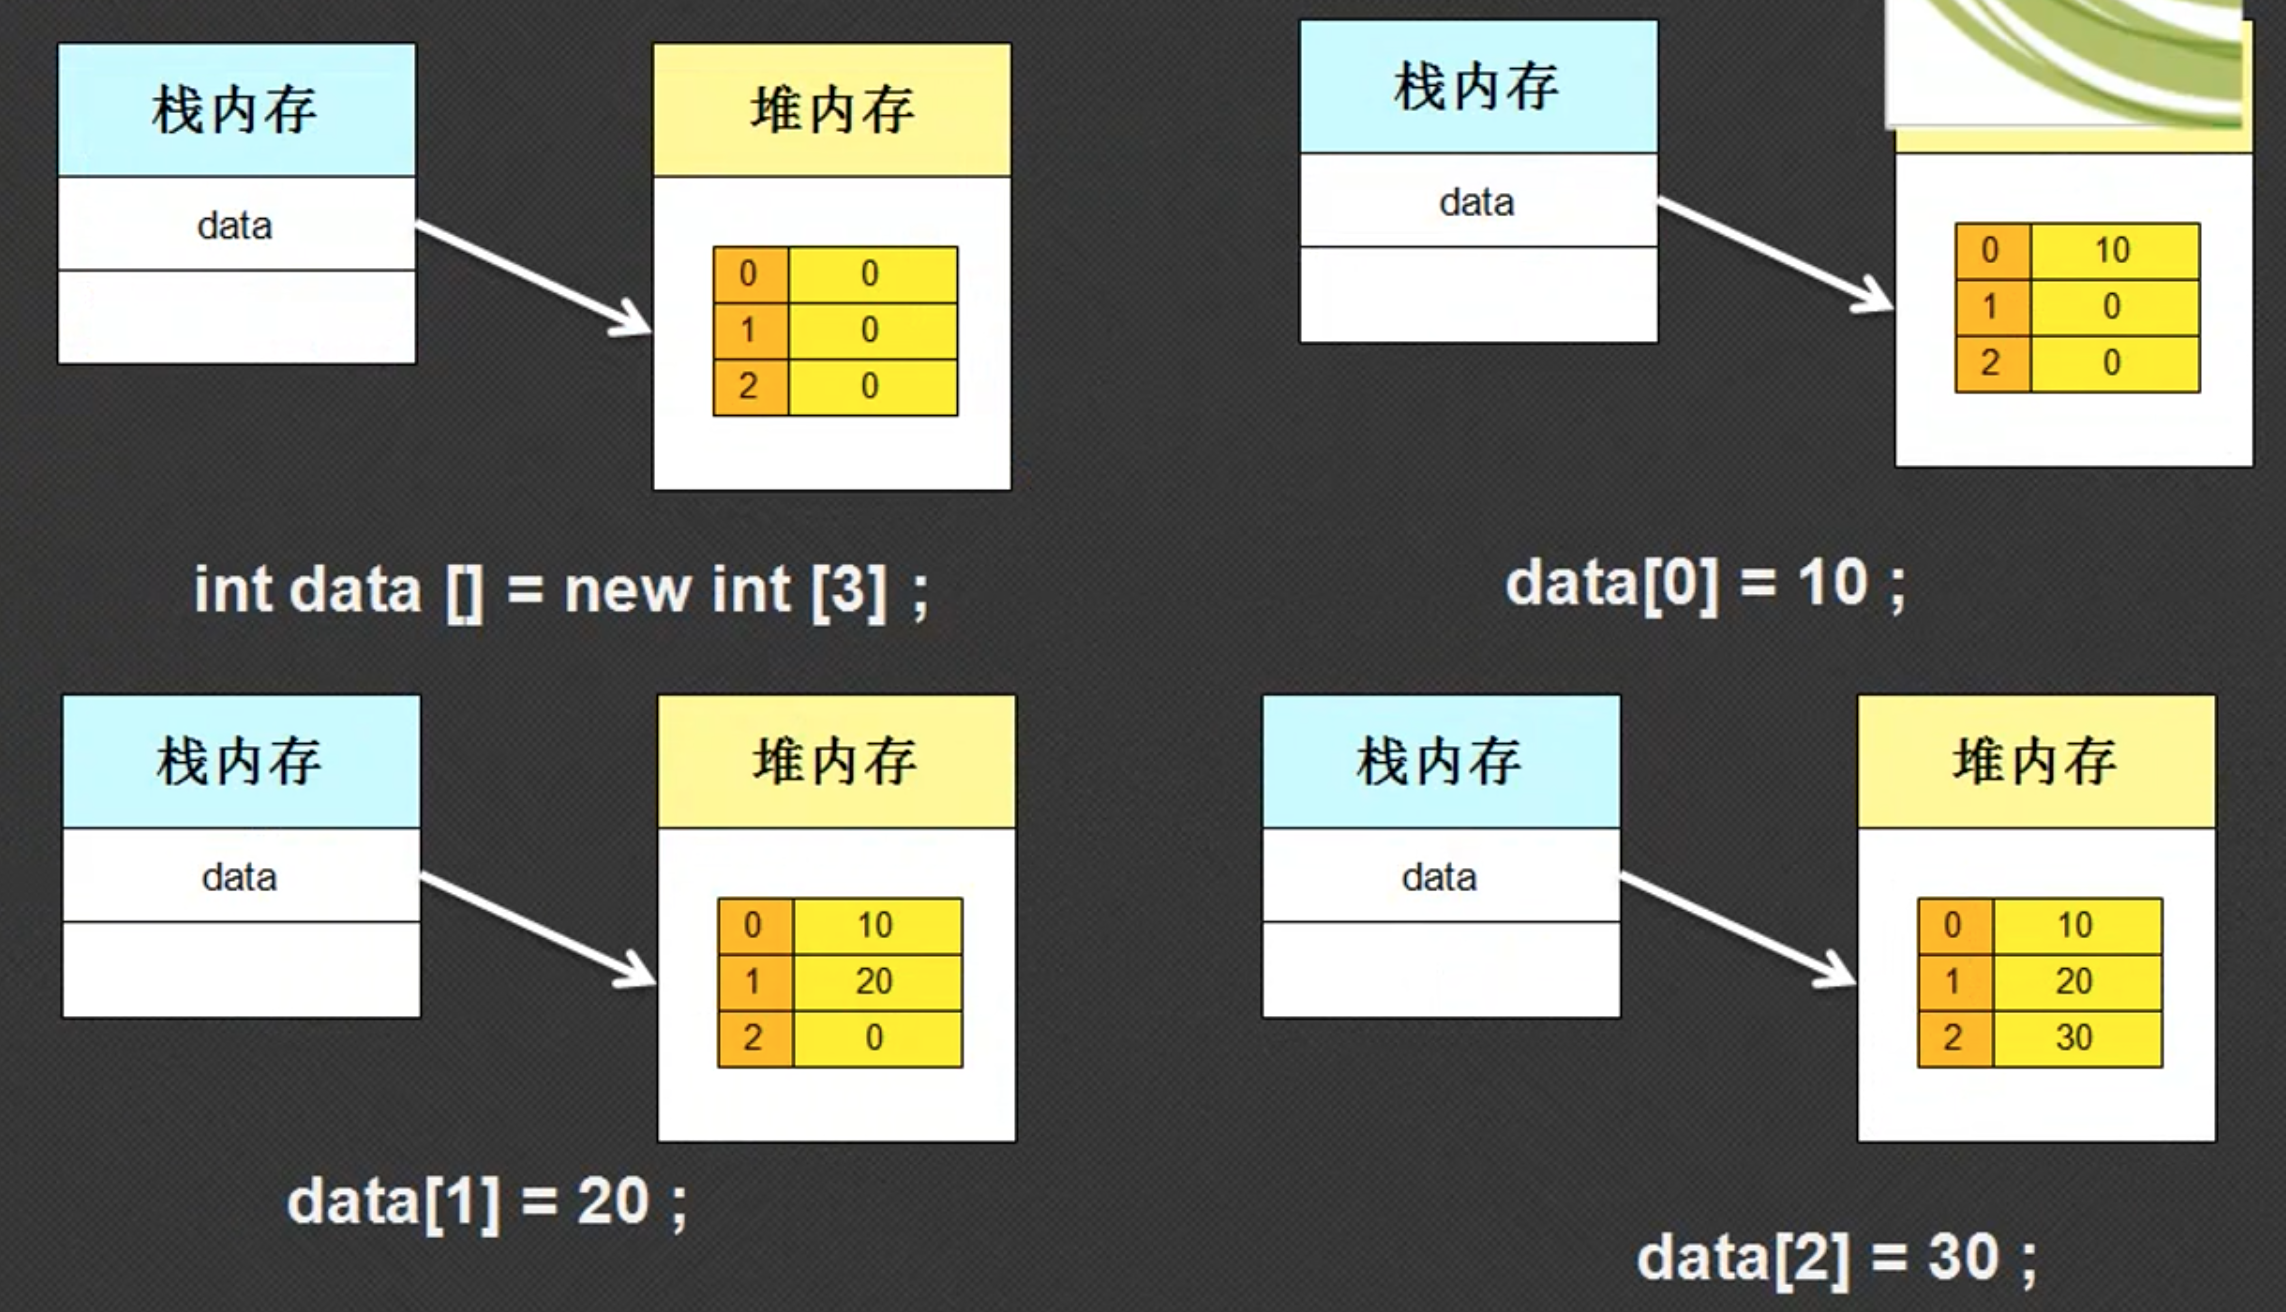 栈内存
堆内存
data
0 0
1 0
2 0
int data [] = new int [3] ;
栈内存
data
0 10
1 0
2 0
data[0] = 10 ;
栈内存
堆内存
data
0 10
1 20
2 0
data[1] = 20 ;
栈内存
堆内存
data
0 10
1 20
2 30
data[2] = 30 ;